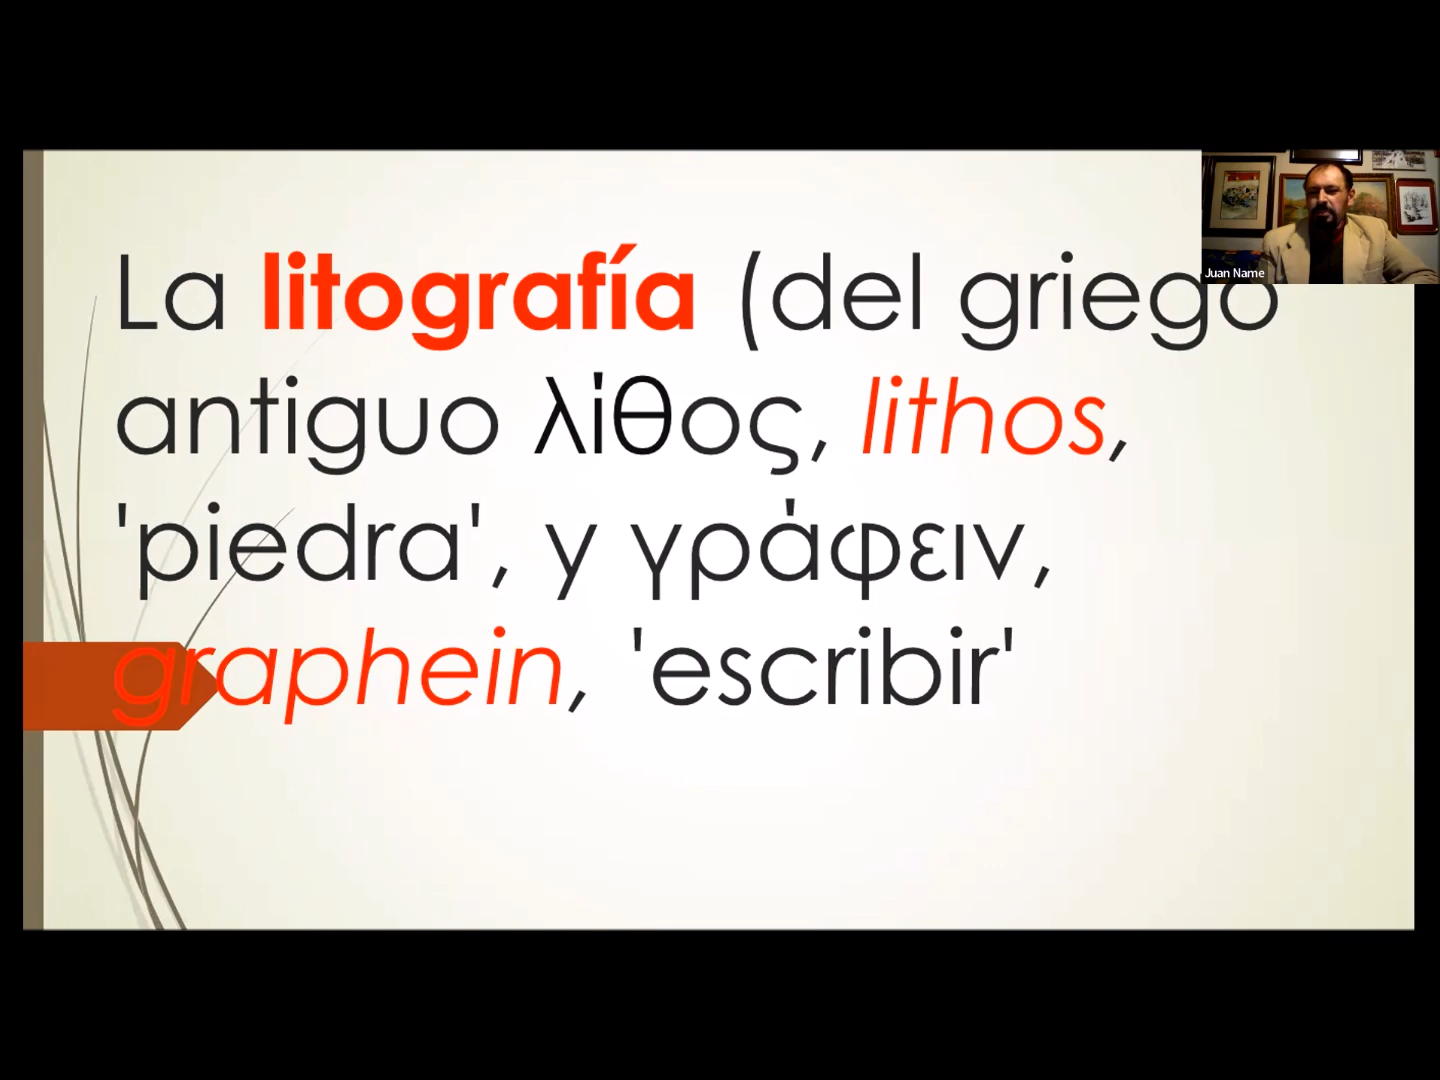 La litografía (del griego
antiguo λίθος, lithos,
'piedra', y γράφειν,
graphein, 'escribir'
Juan Name